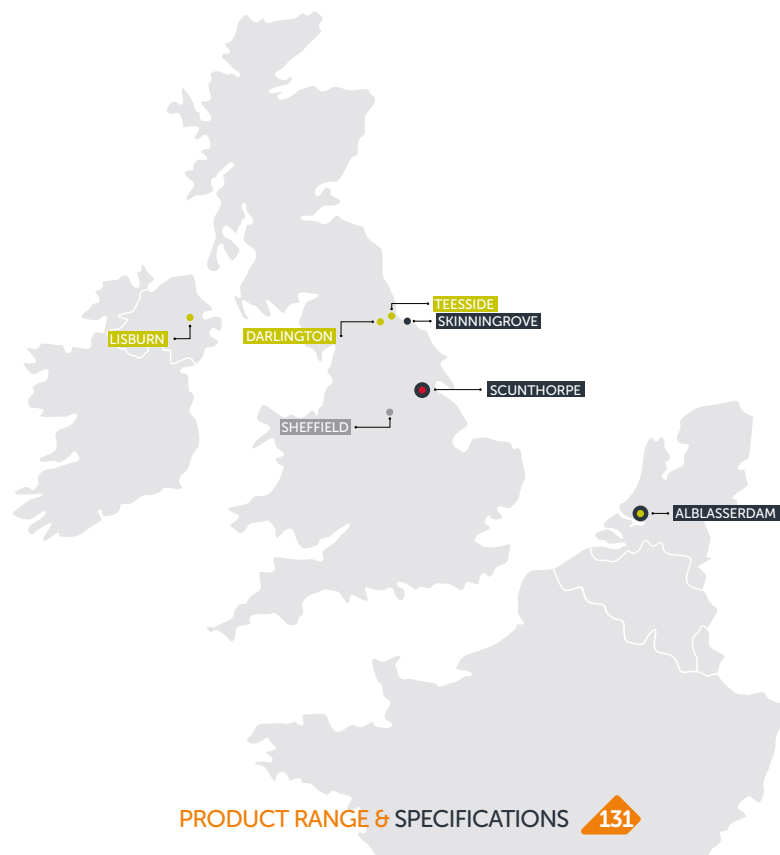 TEESSIDE
SKINNINGROVE
DARLINGTON
LISBURN
SCUNTHORPE
SHEFFIELD
ALBLASSERDAM
PRODUCT RANGE & SPECIFICATIONS 131